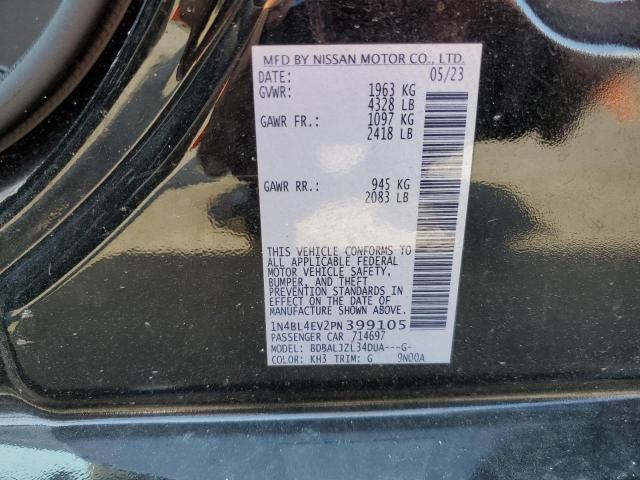 MFD BY NISSAN MOTOR CO., LTD.
DATE: 05/23
GVWR: 1963 KG
4328 LB
GAWR FR.: 1097 KG
2418 LB
GAWR RR.: 945 KG
2083 LB
THIS VEHICLE CONFORMS TO
ALL APPLICABLE FEDERAL
MOTOR VEHICLE SAFETY,
BUMPER, AND THEFT
PREVENTION STANDARDS IN
EFFECT ON THE DATE OF
MANUFACTURE SHOWN ABOVE.
1N4BL4EV2PN399105
PASSENGER CAR 714697
MODEL: BDBALJZL34DUA---G-
COLOR: KH3 TRIM: G 9N00A